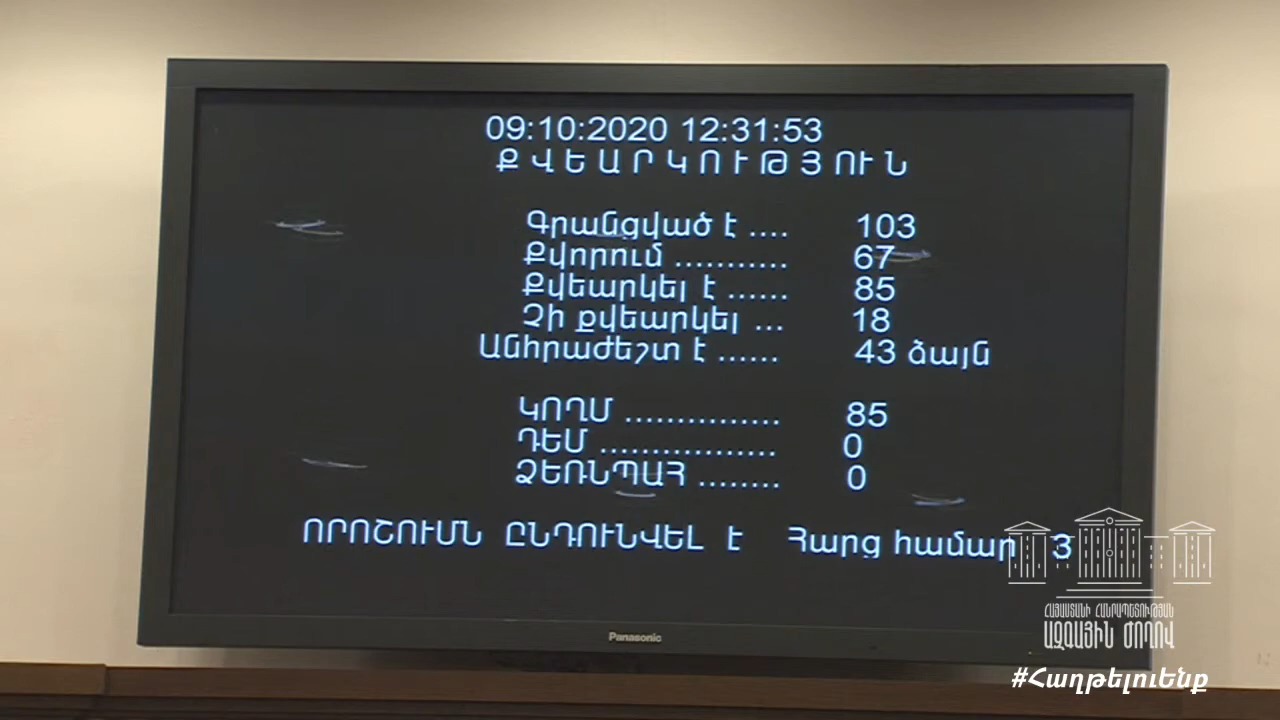 09:10:2020 12:31:53
ՔՎԵԱՐԿՈՒԹՅՈՒՆ
Գրանցված է .... 103
Քվորում ........... 67
Քվեարկել է ...... 85
Չի քվեարկել ... 18
Անհրաժեշտ է ...... 43 ձայն
ԿՈՂՄ ............... 85
ԴԵՄ ................. 0
ՁԵՌՆՊԱՀ ........ 0
ՈՐՈՇՈՒՄՆ ԸՆԴՈՒՆՎԵԼ է Հարց համար 3
Panasonic
ՀԱՅԱՍՏԱՆԻ ՀԱՆՐԱՊԵՏՈՒԹՅԱՆ
ԱԶԳԱՅԻՆ ԺՈՂՈՎ
#Հաղթելուենք